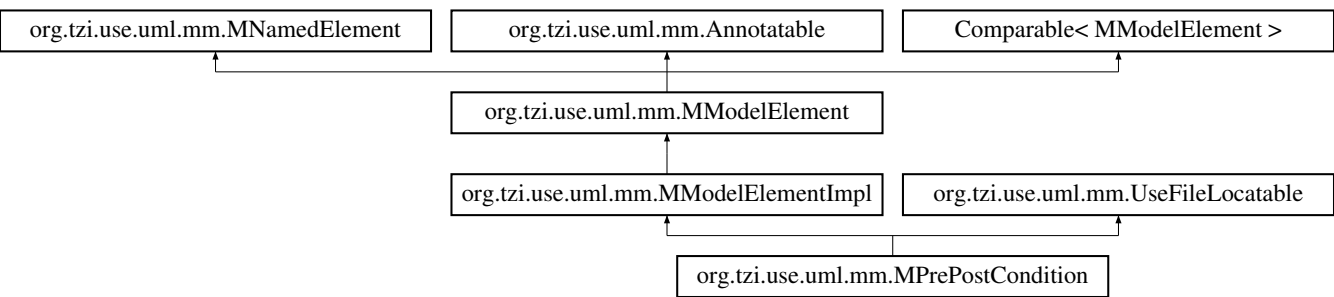 org.tzi.use.uml.mm.MNamedElement
org.tzi.use.uml.mm.Annotatable
Comparable< MModelElement >
org.tzi.use.uml.mm.MModelElement
org.tzi.use.uml.mm.MModelElementImpl
org.tzi.use.uml.mm.UseFileLocatable
org.tzi.use.uml.mm.MPrePostCondition